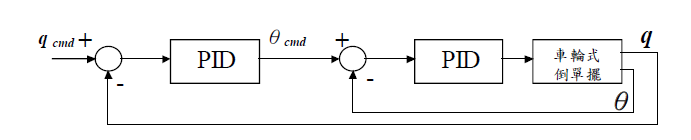 q cmd + θ cmd + q
PID PID 車輪式
倒單擺
- -
θ